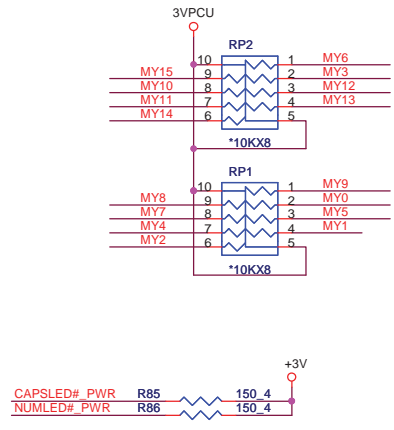 3VPCU
RP2
10 1 MY6
MY15 9 2 MY3
MY10 8 3 MY12
MY11 7 4 MY13
MY14 6 5
*10KX8
RP1
10 1 MY9
MY8 9 2 MY0
MY7 8 3 MY5
MY4 7 4 MY1
MY2 6 5
*10KX8
+3V
CAPSLED#_PWR R85 150_4
NUMLED#_PWR R86 150_4